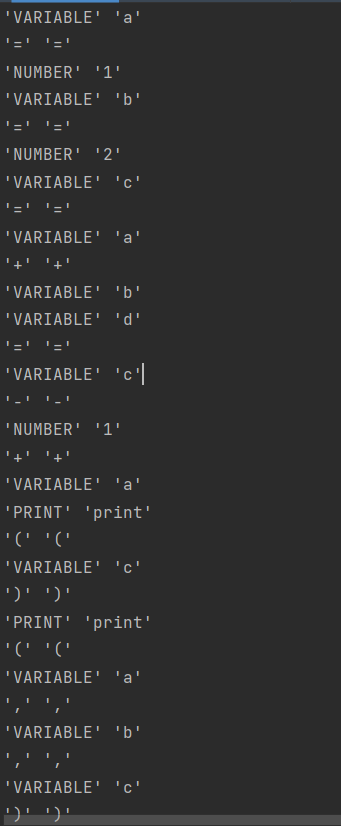 'VARIABLE' 'a'
'=' '='
'NUMBER' '1'
'VARIABLE' 'b'
'=' '='
'NUMBER' '2'
'VARIABLE' 'c'
'=' '='
'VARIABLE' 'a'
'+' '+'
'VARIABLE' 'b'
'VARIABLE' 'd'
'=' '='
'VARIABLE' 'c'
'-' '-'
'NUMBER' '1'
'+' '+'
'VARIABLE' 'a'
'PRINT' 'print'
'(' '('
'VARIABLE' 'c'
')' ')'
'PRINT' 'print'
'(' '('
'VARIABLE' 'a'
',' ','
'VARIABLE' 'b'
',' ','
'VARIABLE' 'c'
')' ')'